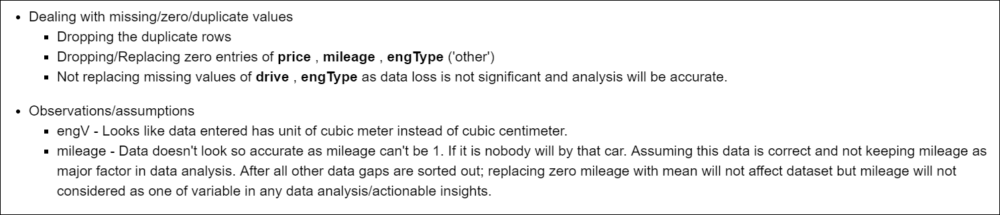 • Dealing with missing/zero/duplicate values
▪ Dropping the duplicate rows
▪ Dropping/Replacing zero entries of price , mileage , engType ('other')
▪ Not replacing missing values of drive , engType as data loss is not significant and analysis will be accurate.
• Observations/assumptions
▪ engV - Looks like data entered has unit of cubic meter instead of cubic centimeter.
▪ mileage - Data doesn't look so accurate as mileage can't be 1. If it is nobody will by that car. Assuming this data is correct and not keeping mileage as
major factor in data analysis. After all other data gaps are sorted out; replacing zero mileage with mean will not affect dataset but mileage will not
considered as one of variable in any data analysis/actionable insights.